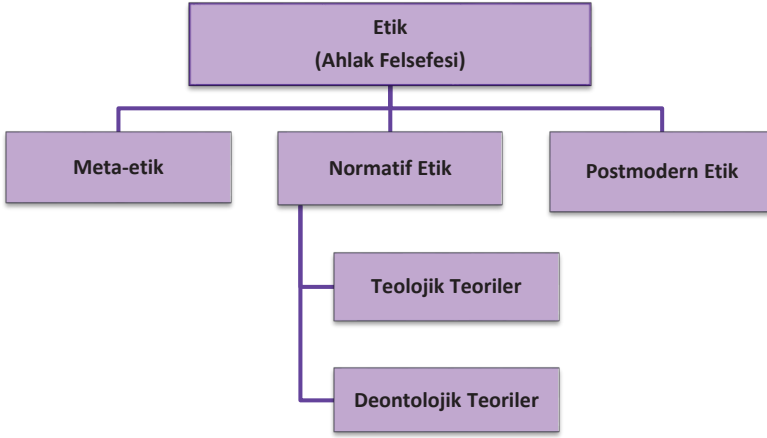 Etik
(Ahlak Felsefesi)
Meta-etik
Normatif Etik
Postmodern Etik
Teolojik Teoriler
Deontolojik Teoriler